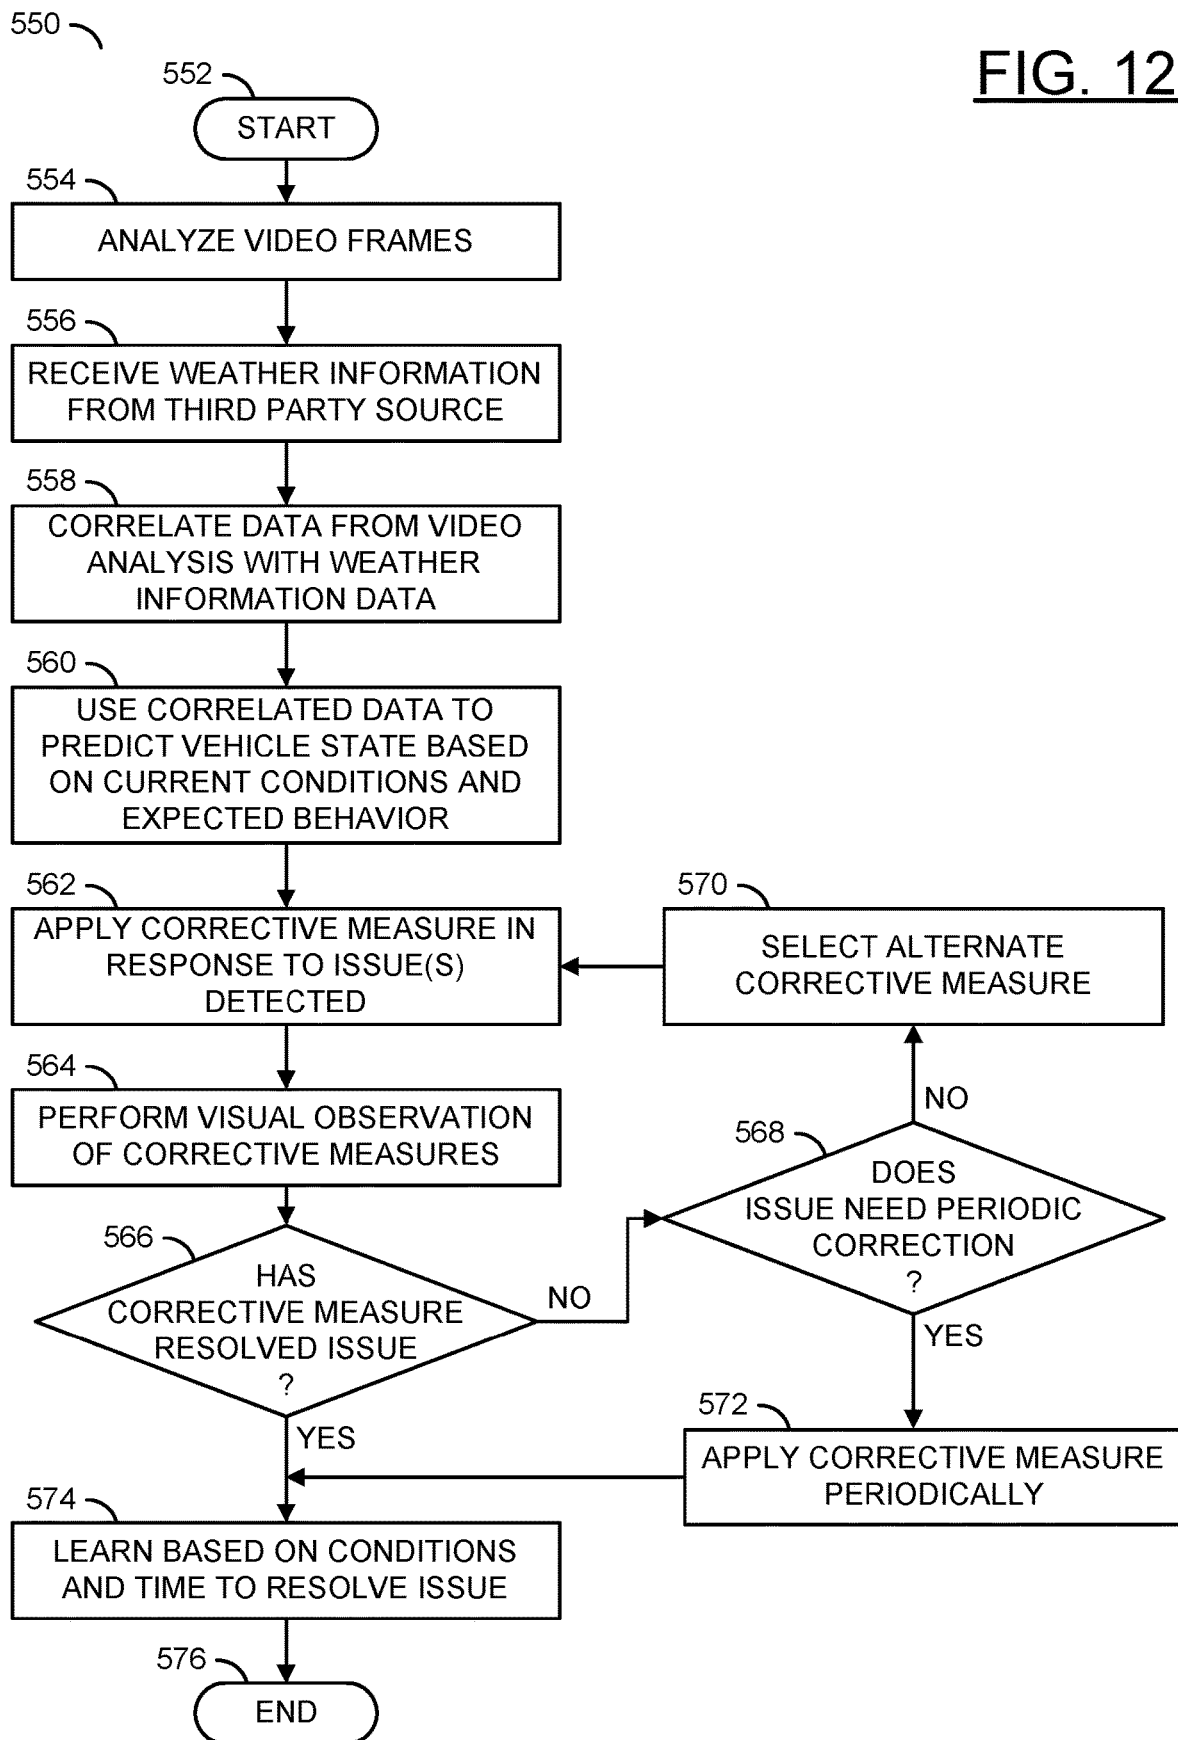 550
FIG. 12
552
START
554
ANALYZE VIDEO FRAMES
556
RECEIVE WEATHER INFORMATION
FROM THIRD PARTY SOURCE
558
CORRELATE DATA FROM VIDEO
ANALYSIS WITH WEATHER
INFORMATION DATA
560
USE CORRELATED DATA TO
PREDICT VEHICLE STATE BASED
ON CURRENT CONDITIONS AND
EXPECTED BEHAVIOR
562
APPLY CORRECTIVE MEASURE IN
RESPONSE TO ISSUE(S)
DETECTED
570
SELECT ALTERNATE
CORRECTIVE MEASURE
564
PERFORM VISUAL OBSERVATION
OF CORRECTIVE MEASURES
NO
568
DOES
ISSUE NEED PERIODIC
CORRECTION
?
YES
566
HAS
CORRECTIVE MEASURE
RESOLVED ISSUE
?
NO
YES
572
APPLY CORRECTIVE MEASURE
PERIODICALLY
574
LEARN BASED ON CONDITIONS
AND TIME TO RESOLVE ISSUE
576
END